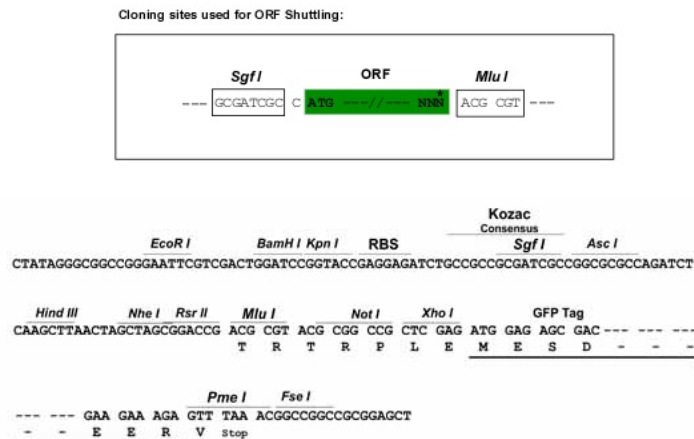 Cloning sites used for ORF Shuttling:
Sgf I ORF Mlu I
--- GCGATCGC C ATG ---//--- NNN* ACG CGT ---
Kozac
Consensus
EcoR I BamH I Kpn I RBS Sgf I Asc I
CTATAGGGCGGCCGGGAATTCGTCGACTGGATCCGGTACCGAGGAGATCTGCCGCCGCGATCGCCGGCGCGCCAGATCT
Hind III Nhe I Rsr II Mlu I Not I Xho I GFP Tag
CAAGCTTAACTAGCTAGCGGACCG ACG CGT ACG CGG CCG CTC GAG ATG GAG AGC GAC --- --- ---
T R T R P L E M E S D - - -
Pme I Fse I
--- --- GAA GAA AGA GTT TAA ACGGCCGGCCGCGGAGCT
- - E E R V Stop